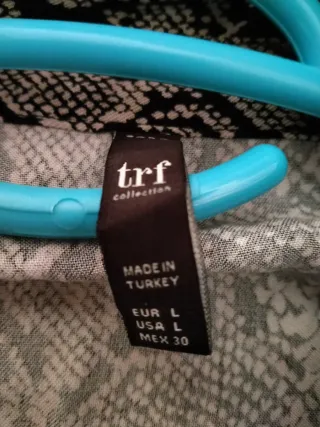 trf
collection
MADE IN
TURKEY
EUR L
USA L
MEX 30